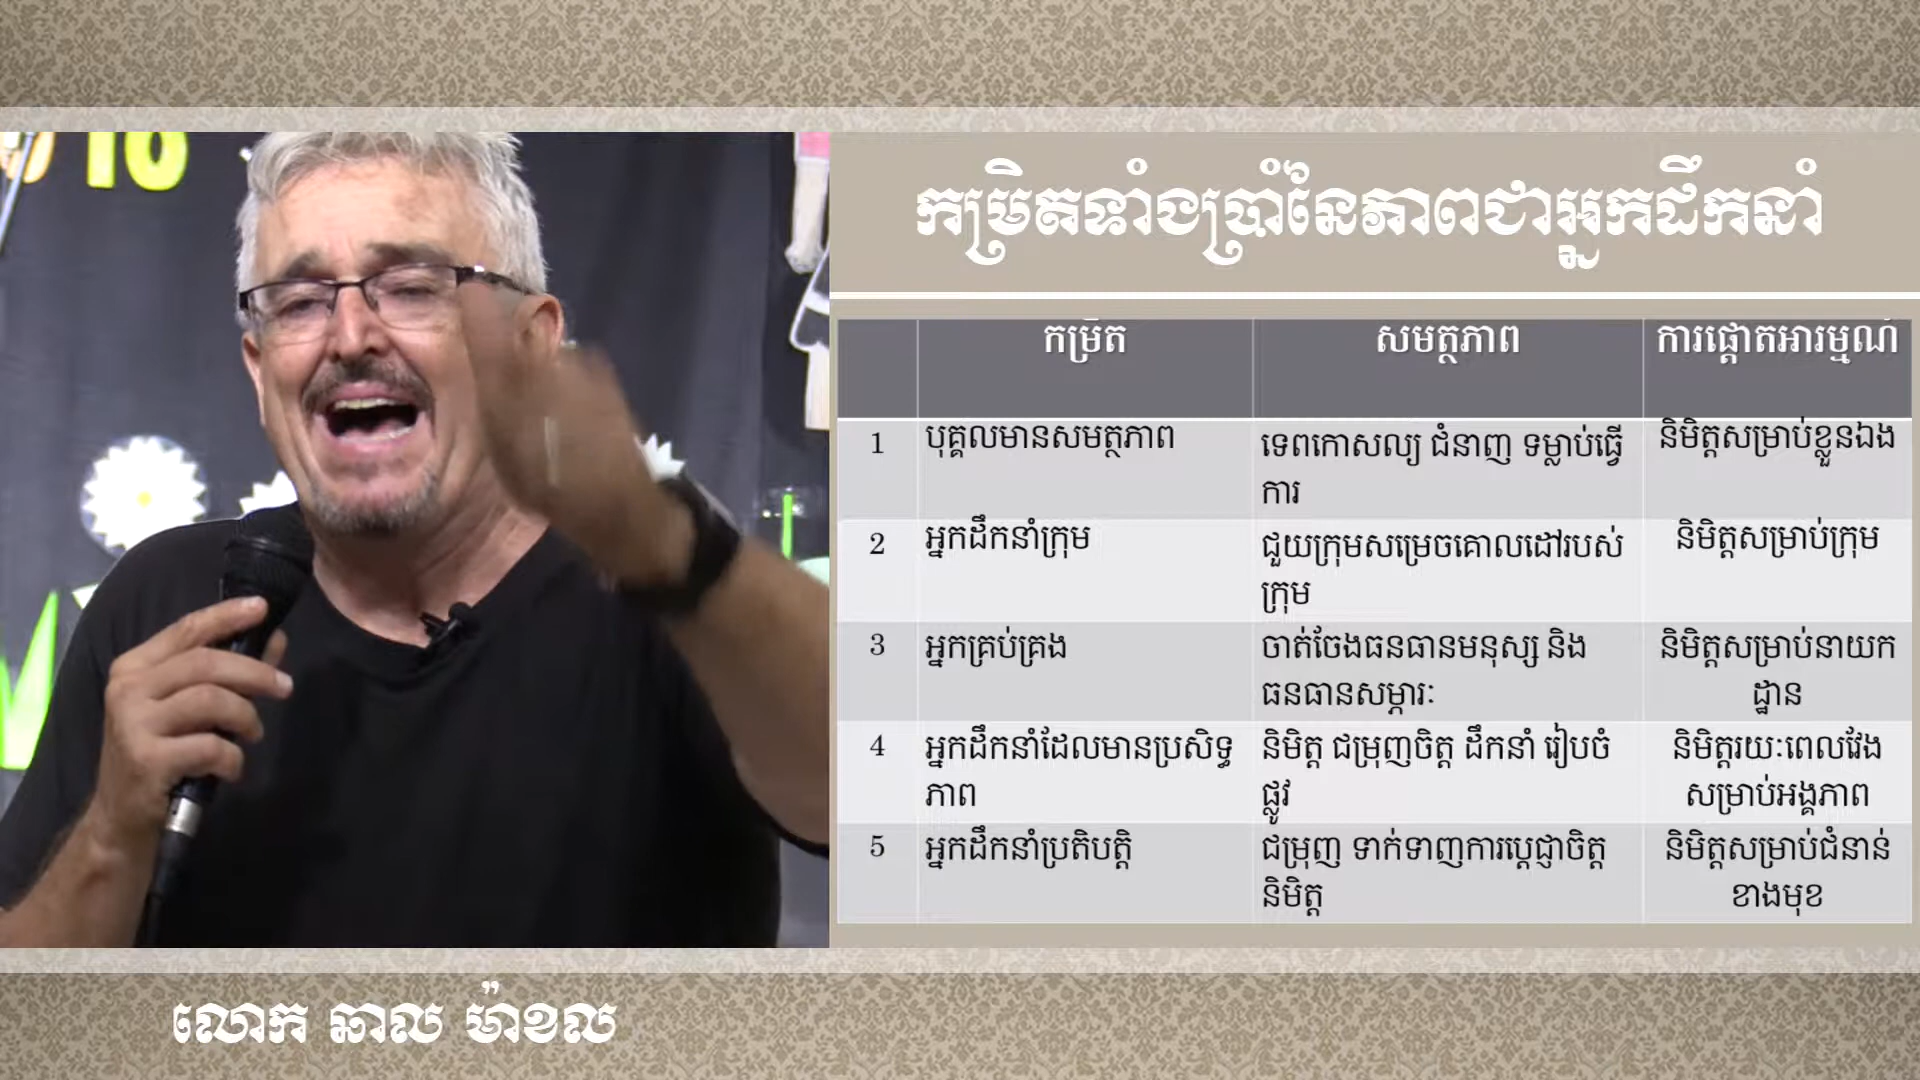 10
កម្រិតទាំងប្រាំនៃភាពជាអ្នកដឹកនាំ
កម្រិត សមត្ថភាព ការផ្តោតអារម្មណ៍
1 បុគ្គលមានសមត្ថភាព ទេពកោសល្យ ជំនាញ ទម្លាប់ធ្វើ និមិត្តសម្រាប់ខ្លួនឯង
ការ
2 អ្នកដឹកនាំក្រុម ជួយក្រុមសម្រេចគោលដៅរបស់ និមិត្តសម្រាប់ក្រុម
ក្រុម
3 អ្នកគ្រប់គ្រង ចាត់ចែងធនធានមនុស្ស និង និមិត្តសម្រាប់នាយក
ធនធានសម្ភារៈ ដ្ឋាន
4 អ្នកដឹកនាំដែលមានប្រសិទ្ធ និមិត្ត ជម្រុញចិត្ត ដឹកនាំ រៀបចំ និមិត្តរយៈពេលវែង
ភាព ផ្លូវ សម្រាប់អង្គភាព
5 អ្នកដឹកនាំប្រតិបត្តិ ជម្រុញ ទាក់ទាញការប្តេជ្ញាចិត្ត និមិត្តសម្រាប់ជំនាន់
និមិត្ត ខាងមុខ
លោក ឆាល ម៉ាខល